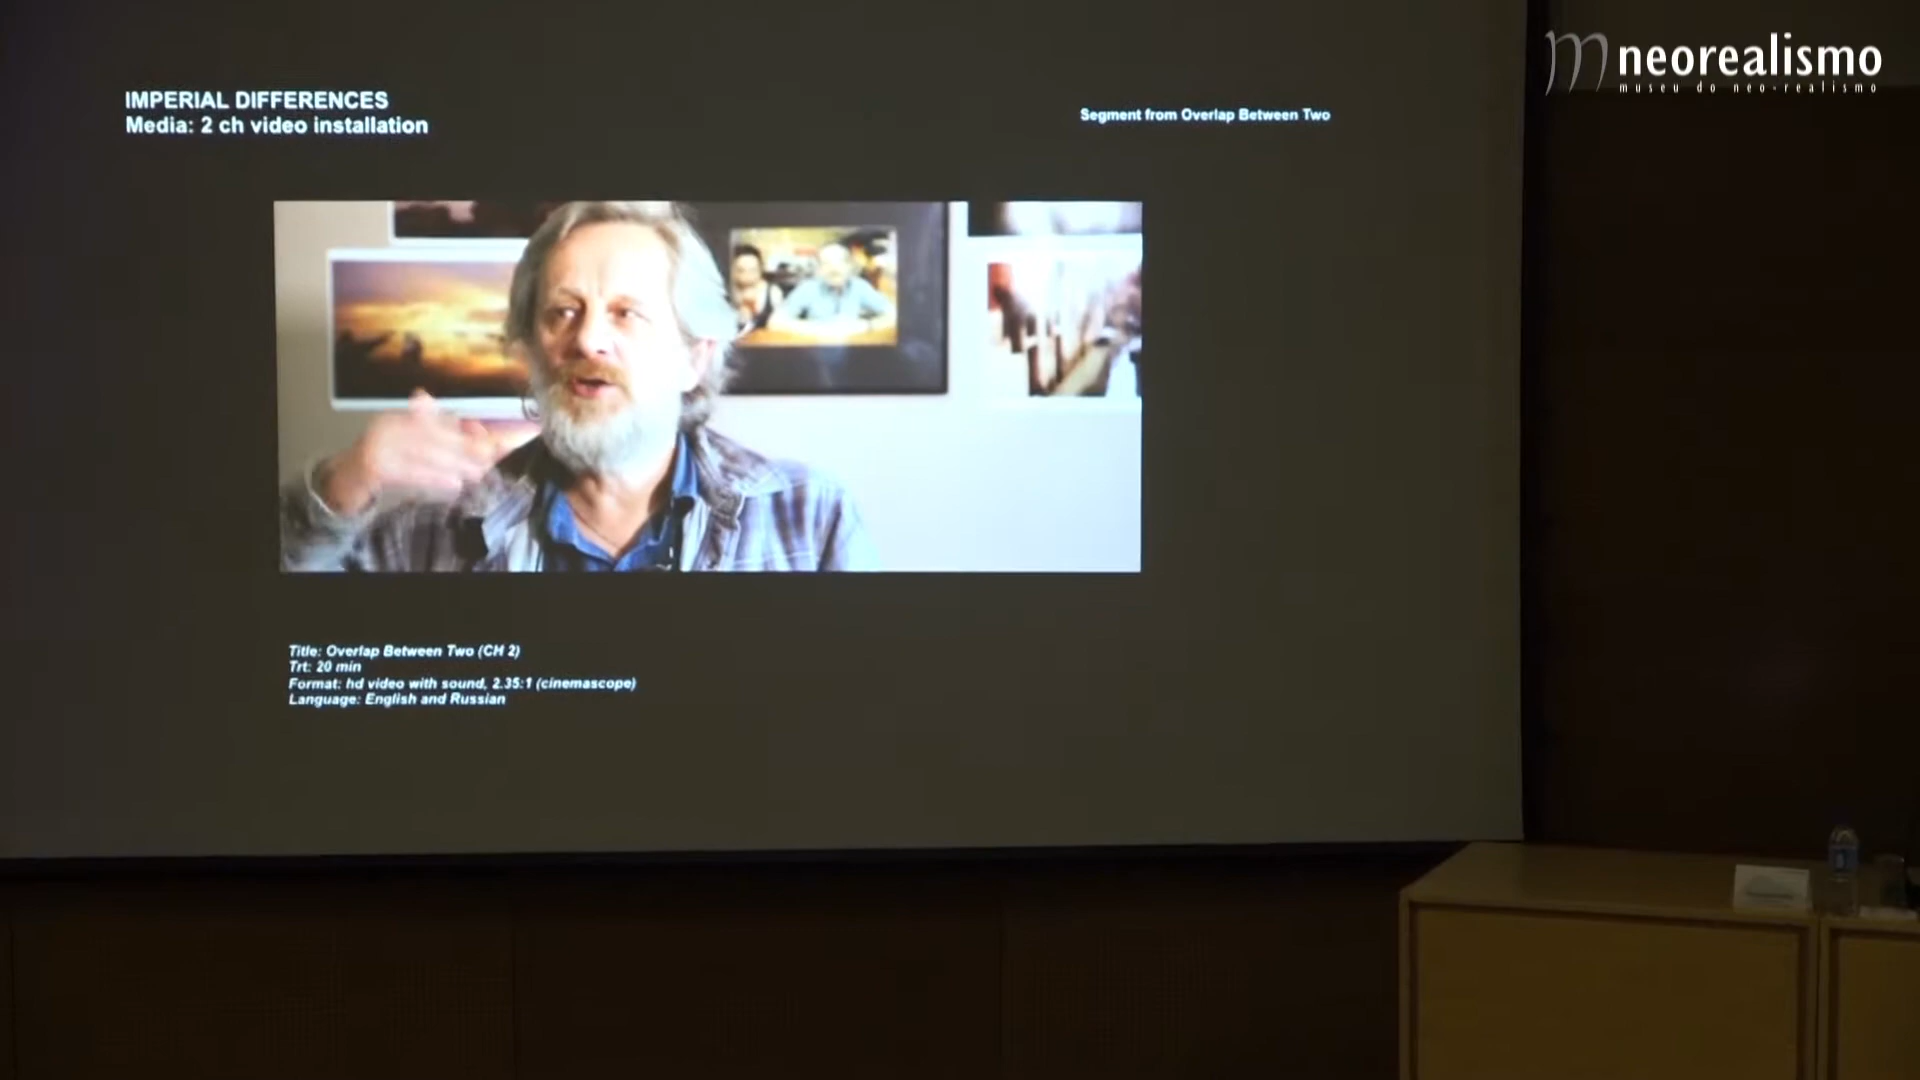 neorealismo
museu do neo-realismo
IMPERIAL DIFFERENCES
Media: 2 ch video installation
Segment from Overlap Between Two
Title: Overlap Between Two (CH 2)
Trt: 20 min
Format: hd video with sound, 2.35:1 (cinemascope)
Language: English and Russian